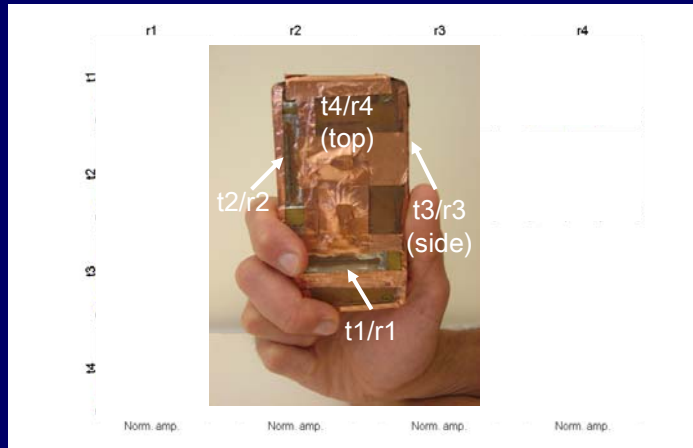 r1 r2 r3 r4
t1
t4/r4
(top)
t2
t2/r2
t3/r3
(side)
t3
t1/r1
t4
Norm. amp. Norm. amp. Norm. amp. Norm. amp.